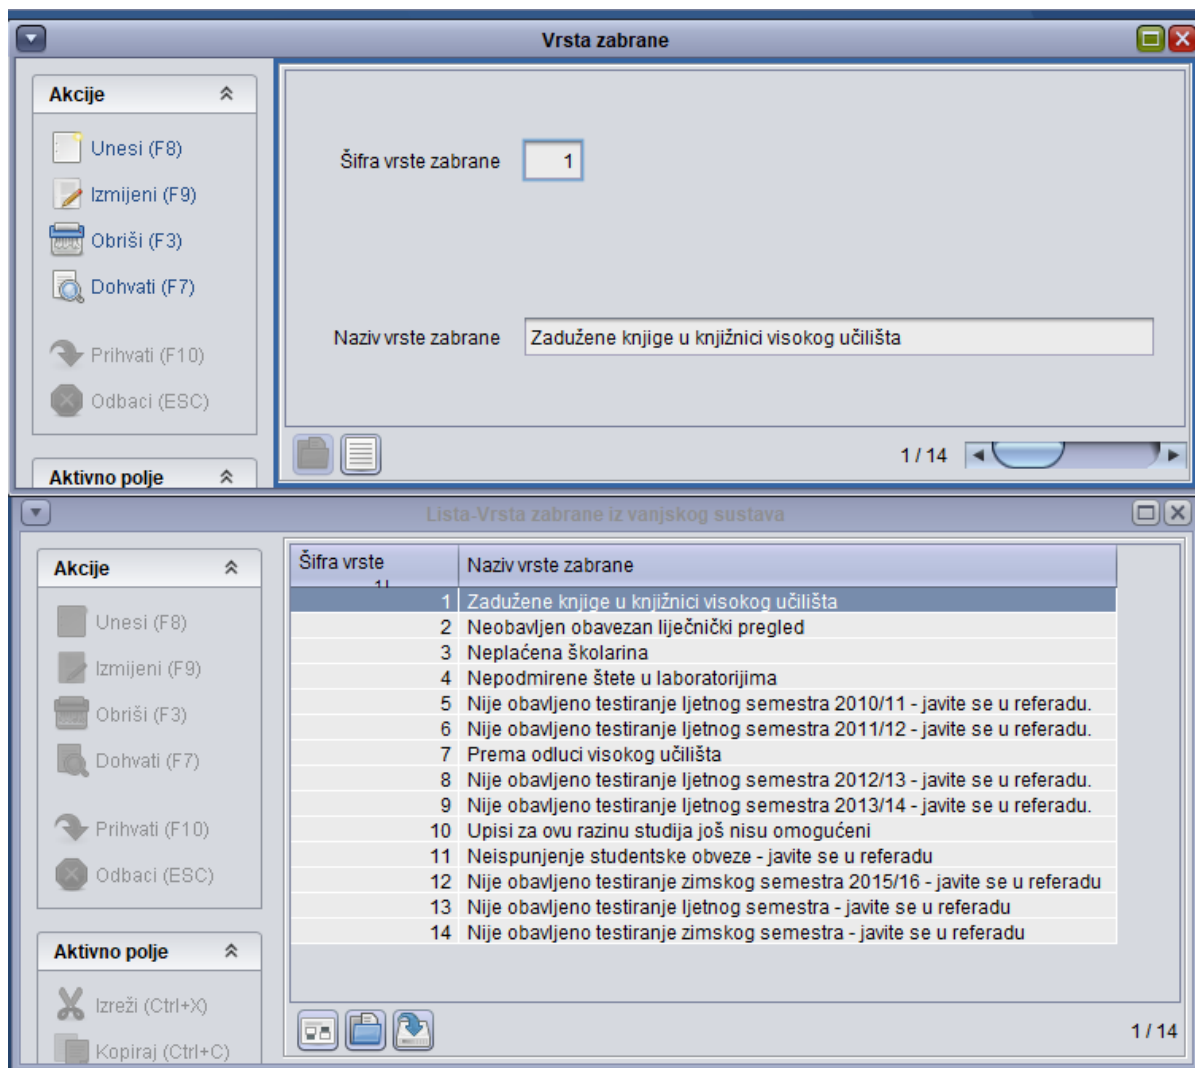 Vrsta zabrane
Akcije
Unesi (F8)
Izmijeni (F9)
Obriši (F3)
Dohvati (F7)
Prihvati (F10)
Odbaci (ESC)
Aktivno polje
Šifra vrste zabrane 1
Naziv vrste zabrane Zadužene knjige u knjižnici visokog učilišta
1 / 14
Lista-Vrsta zabrane iz vanjskog sustava
Akcije
Unesi (F8)
Izmijeni (F9)
Obriši (F3)
Dohvati (F7)
Prihvati (F10)
Odbaci (ESC)
Aktivno polje
Izreži (Ctrl+X)
Kopiraj (Ctrl+C)
Šifra vrste Naziv vrste zabrane
1 Zadužene knjige u knjižnici visokog učilišta
2 Neobavljen obavezan liječnički pregled
3 Neplaćena školarina
4 Nepodmirene štete u laboratorijima
5 Nije obavljeno testiranje ljetnog semestra 2010/11 - javite se u referadu.
6 Nije obavljeno testiranje ljetnog semestra 2011/12 - javite se u referadu.
7 Prema odluci visokog učilišta
8 Nije obavljeno testiranje ljetnog semestra 2012/13 - javite se u referadu.
9 Nije obavljeno testiranje ljetnog semestra 2013/14 - javite se u referadu.
10 Upisi za ovu razinu studija još nisu omogućeni
11 Neispunjenje studentske obveze - javite se u referadu
12 Nije obavljeno testiranje zimskog semestra 2015/16 - javite se u referadu
13 Nije obavljeno testiranje ljetnog semestra - javite se u referadu
14 Nije obavljeno testiranje zimskog semestra - javite se u referadu
1 / 14